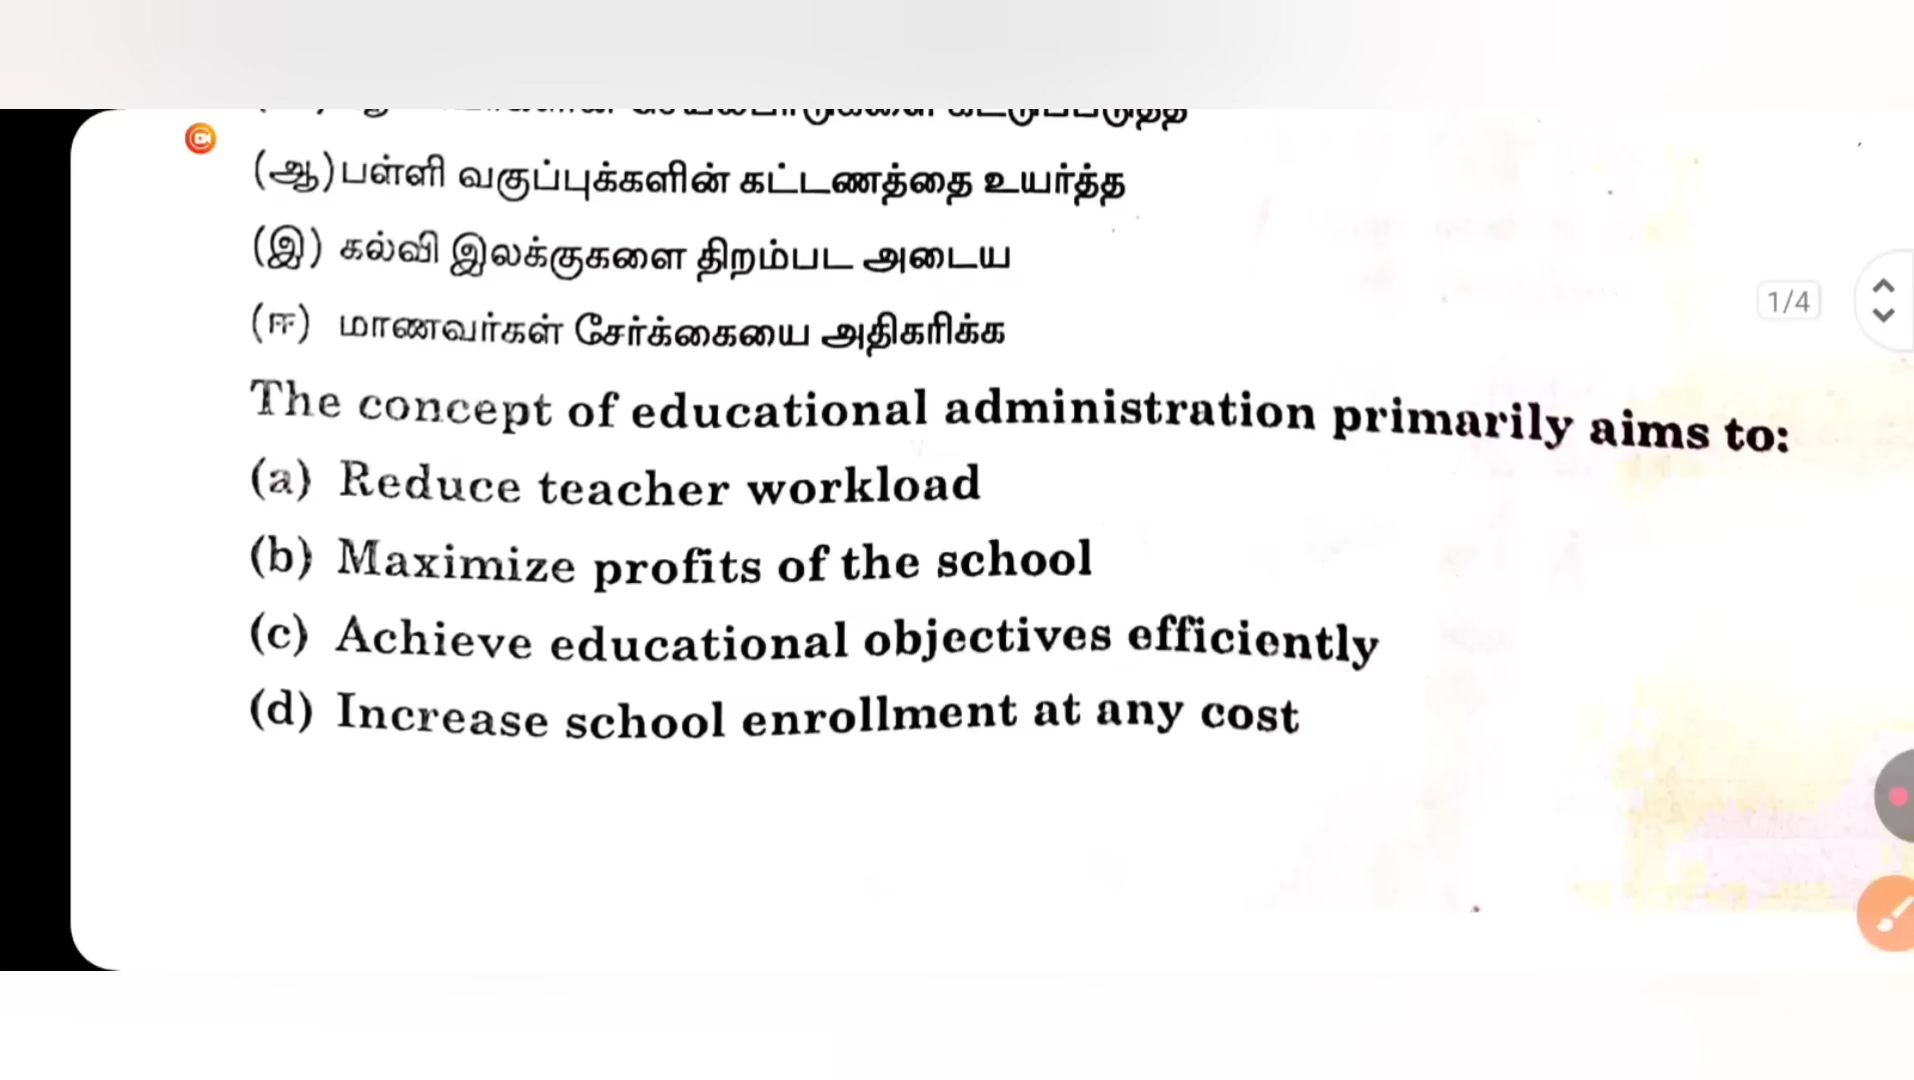 (ஆ) பள்ளி வகுப்புக்களின் கட்டணத்தை உயர்த்த
(இ) கல்வி இலக்குகளை திறம்பட அடைய
(ஈ) மாணவர்கள் சேர்க்கையை அதிகரிக்க
1/4
The concept of educational administration primarily aims to:
(a) Reduce teacher workload
(b) Maximize profits of the school
(c) Achieve educational objectives efficiently
(d) Increase school enrollment at any cost